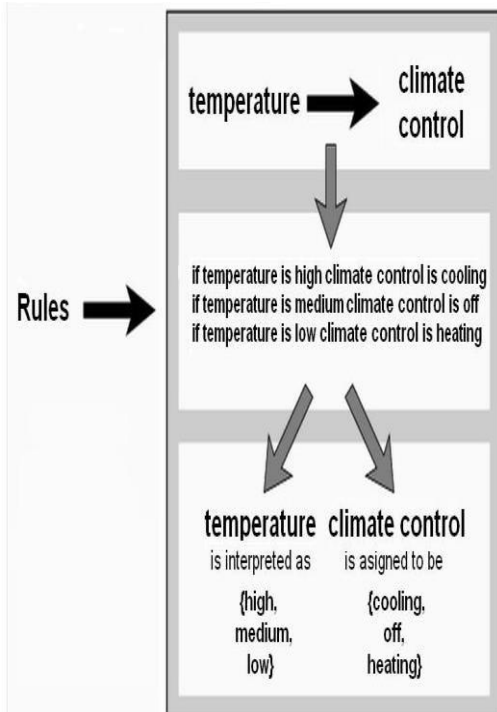 temperature
climate
control
Rules
if temperature is high climate control is cooling
if temperature is medium climate control is off
if temperature is low climate control is heating
temperature
is interpreted as
{high,
medium,
low}
climate control
is asigned to be
{cooling,
off,
heating}